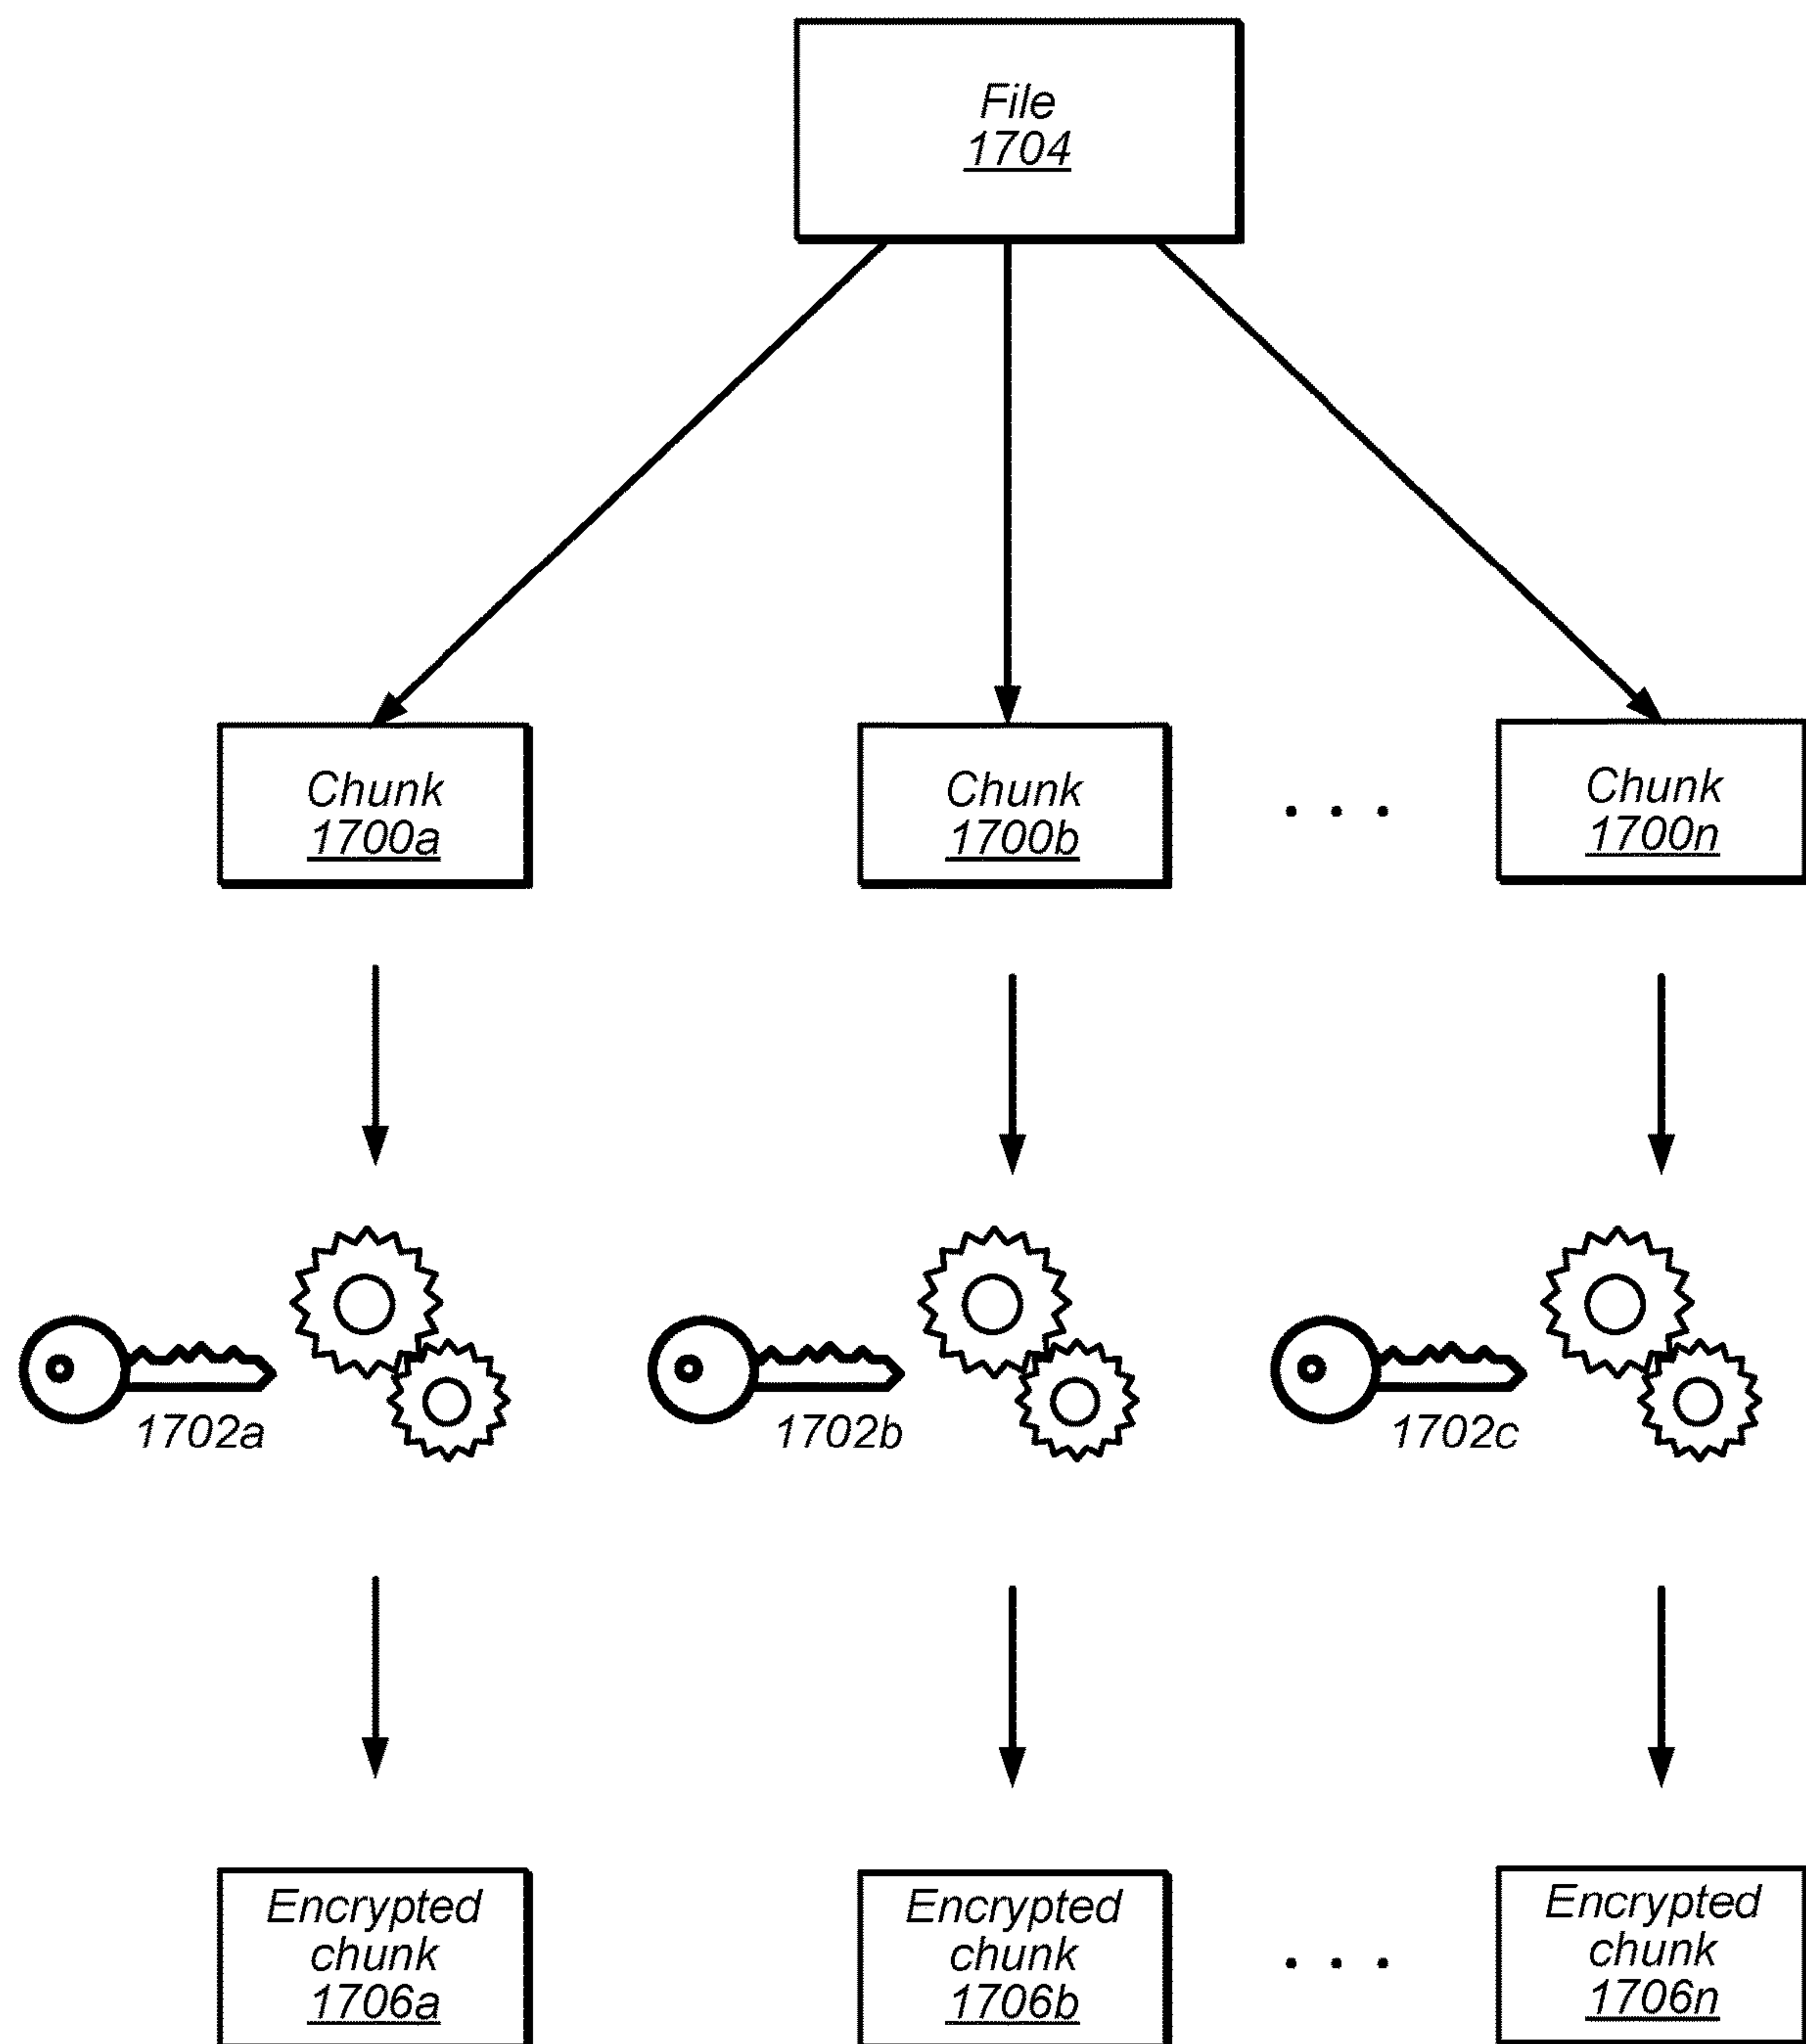 File
1704
Chunk
1700a
Chunk
1700b
. . .
Chunk
1700n
1702a
1702b
1702c
Encrypted
chunk
1706a
Encrypted
chunk
1706b
. . .
Encrypted
chunk
1706n